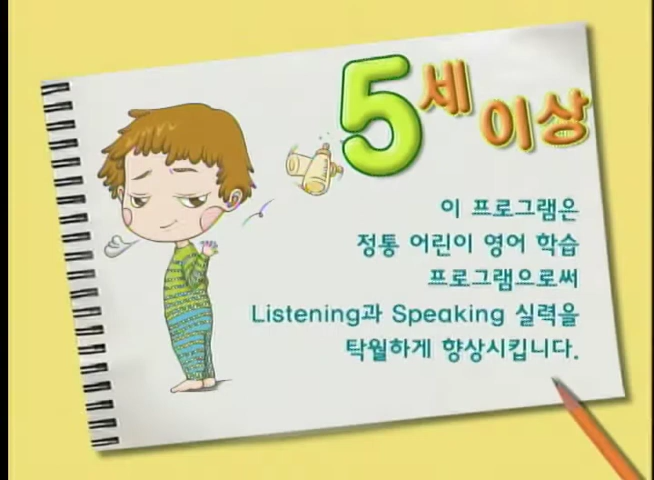 5세 이상
이 프로그램은
정통 어린이 영어 학습
프로그램으로써
Listening과 Speaking 실력을
탁월하게 향상시킵니다.